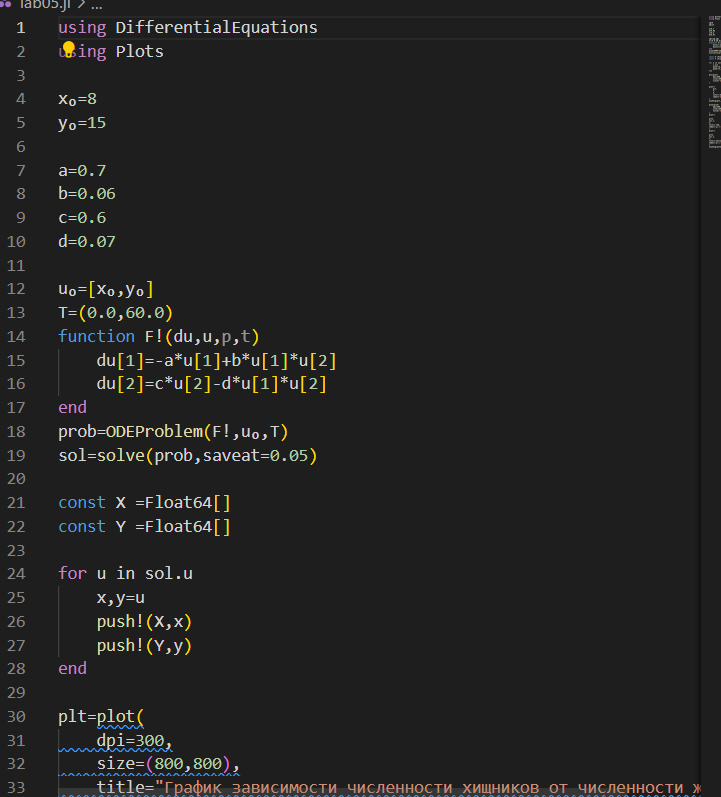 lab05.jl > ...
1 using DifferentialEquations
2 using Plots
3
4 x₀=8
5 y₀=15
6
7 a=0.7
8 b=0.06
9 c=0.6
10 d=0.07
11
12 u₀=[x₀,y₀]
13 T=(0.0,60.0)
14 function F!(du,u,p,t)
15 du[1]=-a*u[1]+b*u[1]*u[2]
16 du[2]=c*u[2]-d*u[1]*u[2]
17 end
18 prob=ODEProblem(F!,u₀,T)
19 sol=solve(prob,saveat=0.05)
20
21 const X =Float64[]
22 const Y =Float64[]
23
24 for u in sol.u
25 x,y=u
26 push!(X,x)
27 push!(Y,y)
28 end
29
30 plt=plot(
31 dpi=300,
32 size=(800,800),
33 title="График зависимости численности хищников от численности